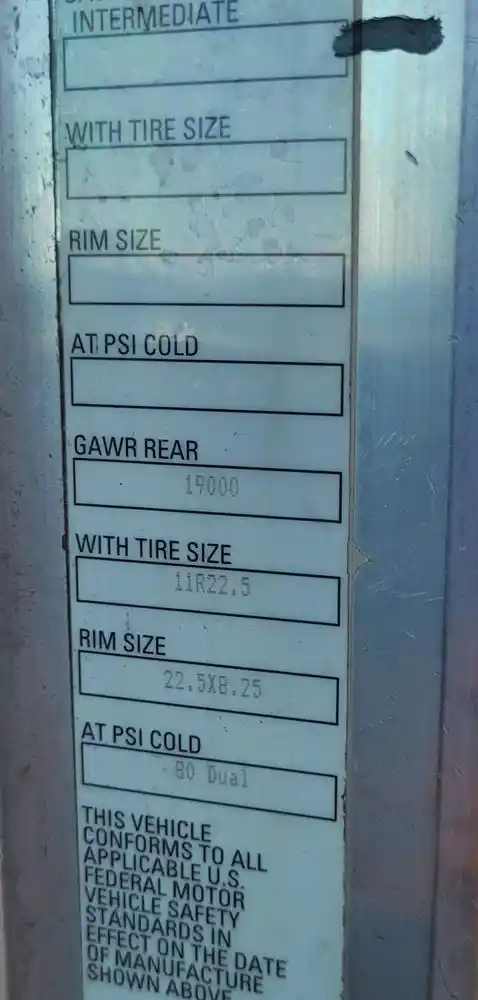 INTERMEDIATE
WITH TIRE SIZE
RIM SIZE
AT PSI COLD
GAWR REAR
19000
WITH TIRE SIZE
11R22.5
RIM SIZE
22.5X8.25
AT PSI COLD
80 Dual
THIS VEHICLE
CONFORMS TO ALL
APPLICABLE U.S.
FEDERAL MOTOR
VEHICLE SAFETY
STANDARDS IN
EFFECT ON THE DATE
OF MANUFACTURE
SHOWN ABOVE